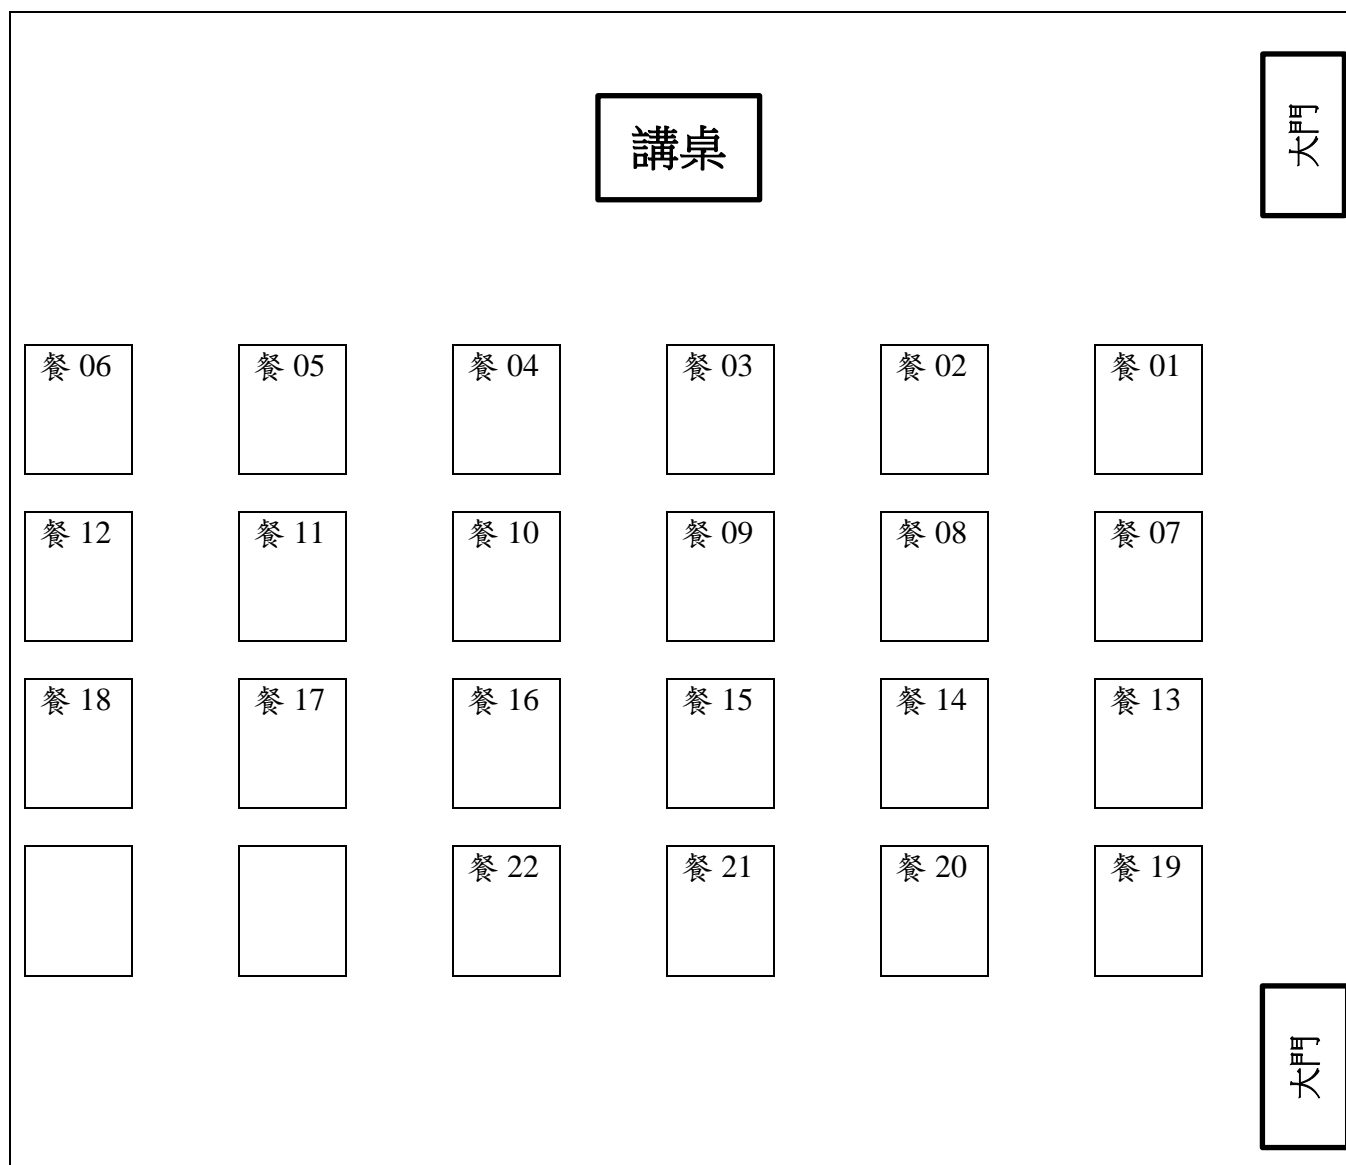 大門
講桌
餐 06
餐 05
餐 04
餐 03
餐 02
餐 01
餐 12
餐 11
餐 10
餐 09
餐 08
餐 07
餐 18
餐 17
餐 16
餐 15
餐 14
餐 13
餐 22
餐 21
餐 20
餐 19
大門